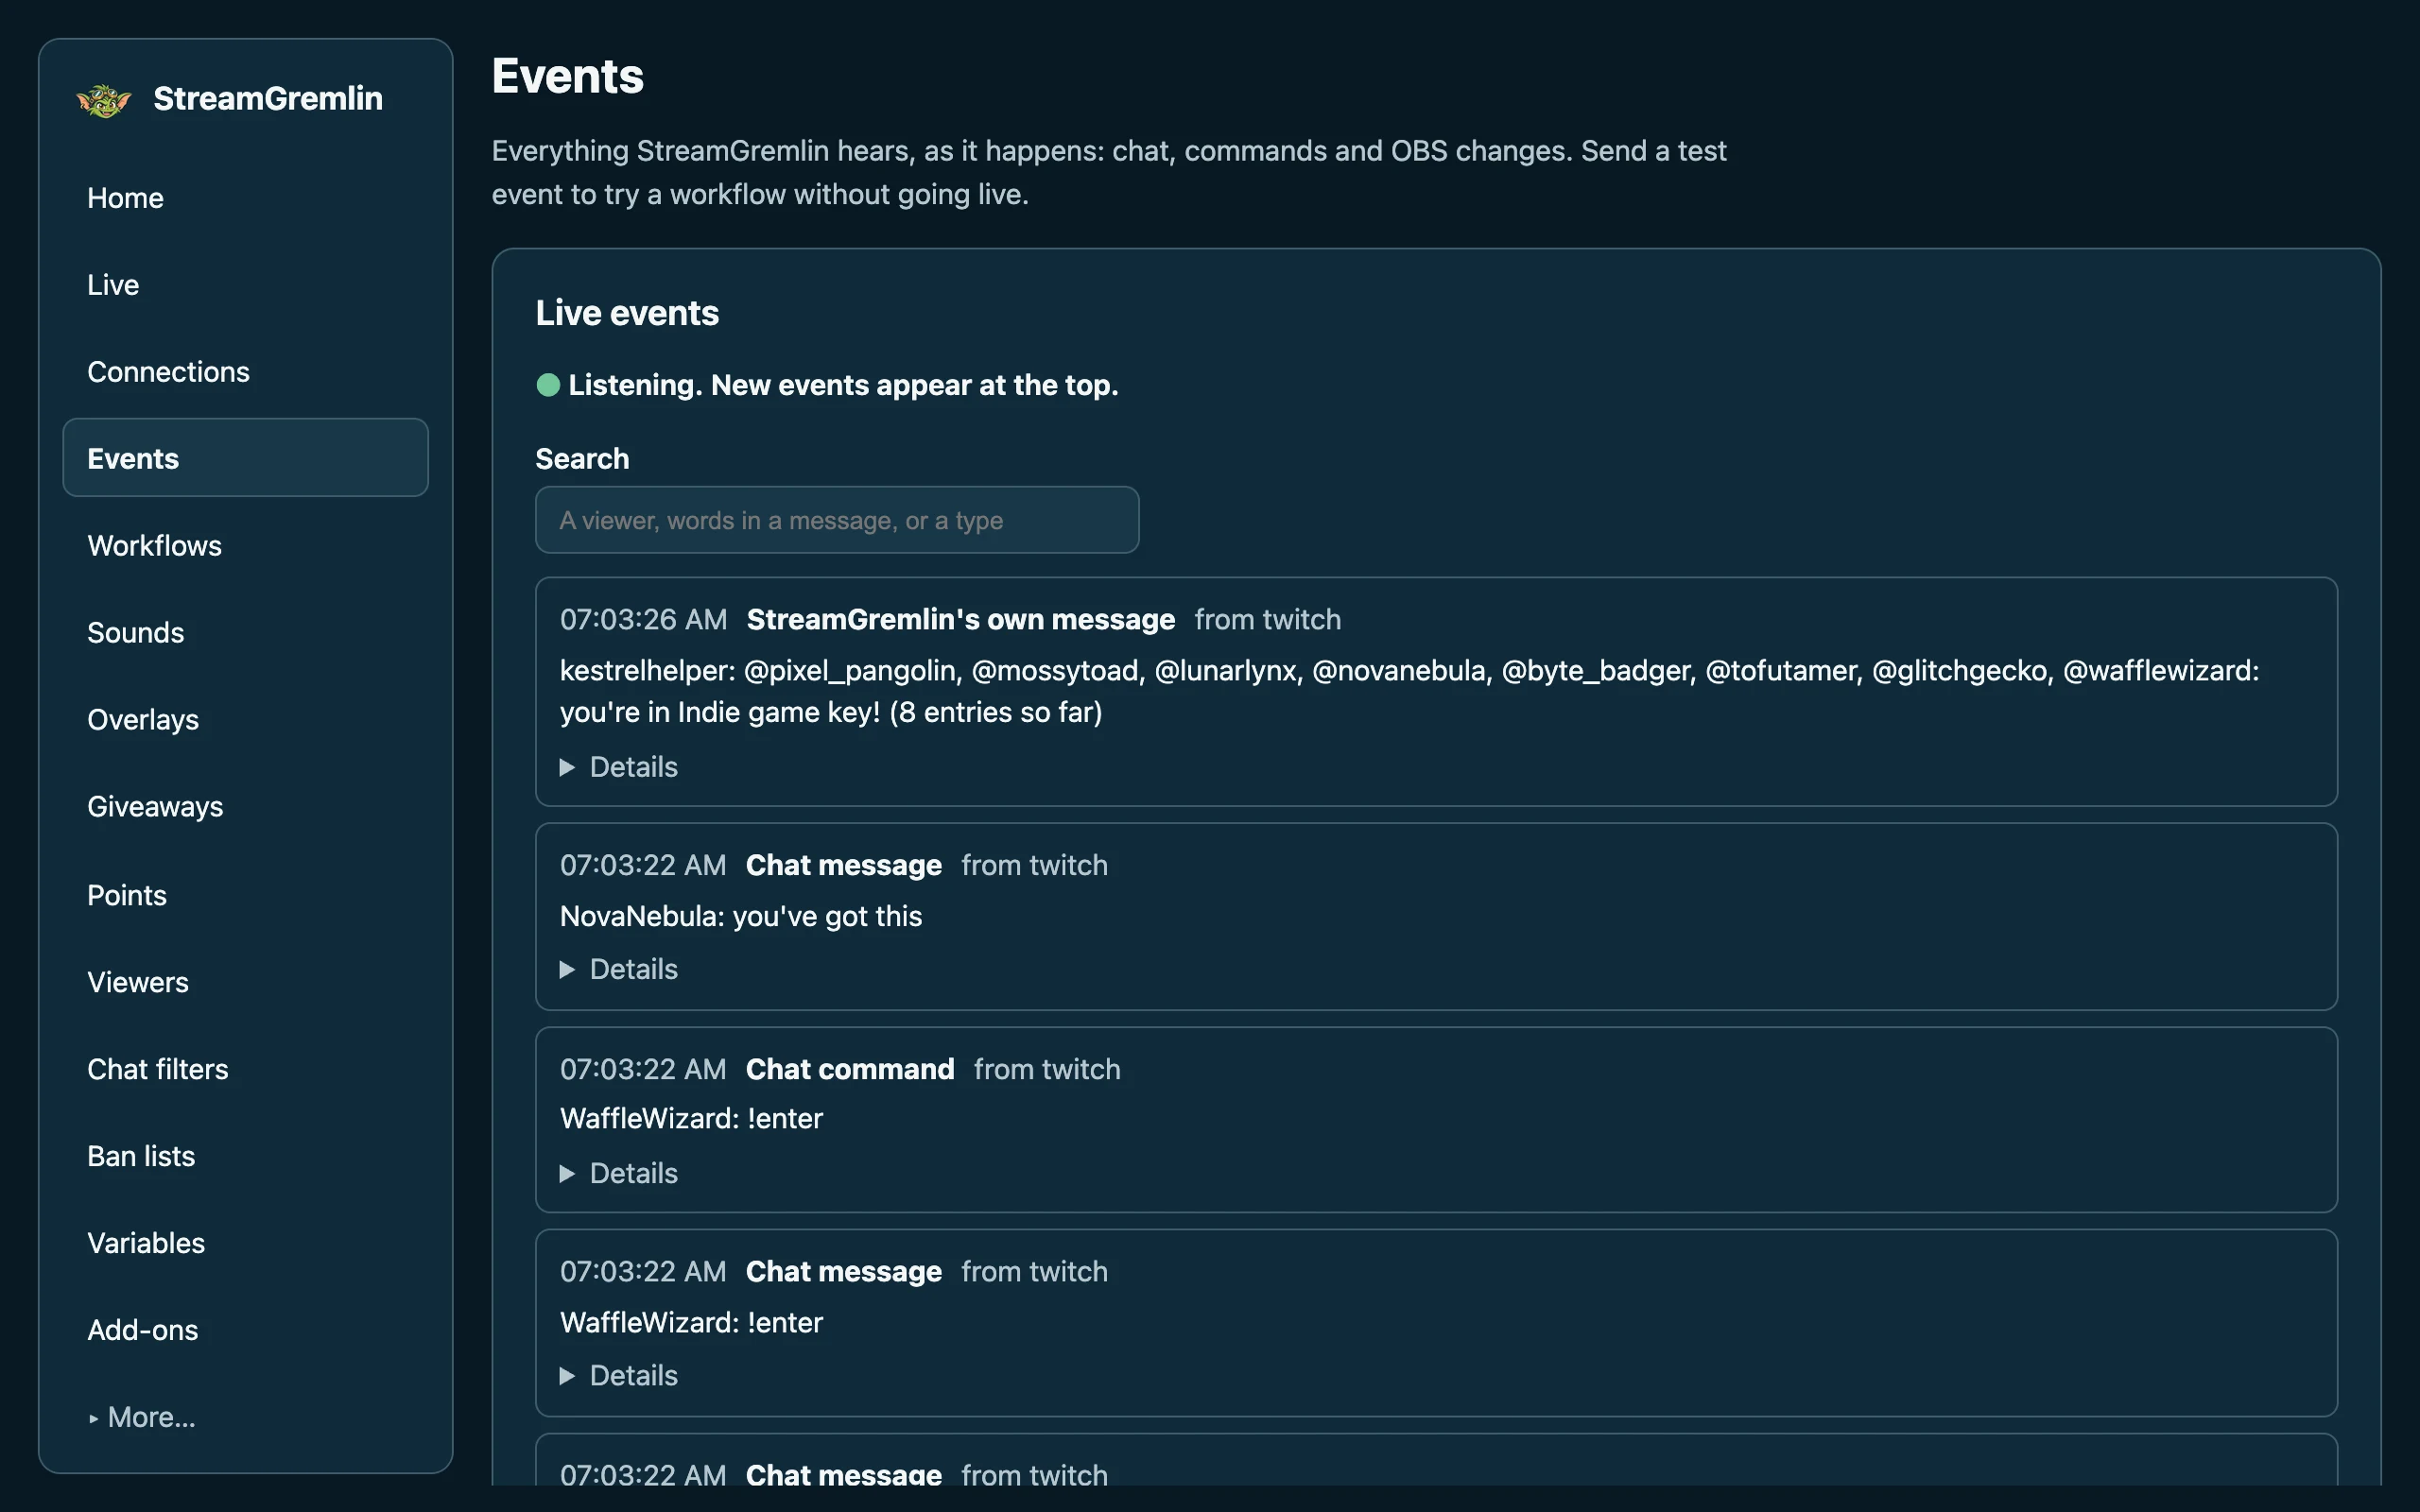 StreamGremlin
Home
Live
Connections
Events
Workflows
Sounds
Overlays
Giveaways
Points
Viewers
Chat filters
Ban lists
Variables
Add-ons
▸ More...
Events
Everything StreamGremlin hears, as it happens: chat, commands and OBS changes. Send a test
event to try a workflow without going live.
Live events
Listening. New events appear at the top.
Search
A viewer, words in a message, or a type
07:03:26 AM StreamGremlin's own message from twitch
kestrelhelper: @pixel_pangolin, @mossytoad, @lunarlynx, @novanebula, @byte_badger, @tofutamer, @glitchgecko, @wafflewizard:
you're in Indie game key! (8 entries so far)
▶ Details
07:03:22 AM Chat message from twitch
NovaNebula: you've got this
▶ Details
07:03:22 AM Chat command from twitch
WaffleWizard: !enter
▶ Details
07:03:22 AM Chat message from twitch
WaffleWizard: !enter
▶ Details
07:03:22 AM Chat message from twitch